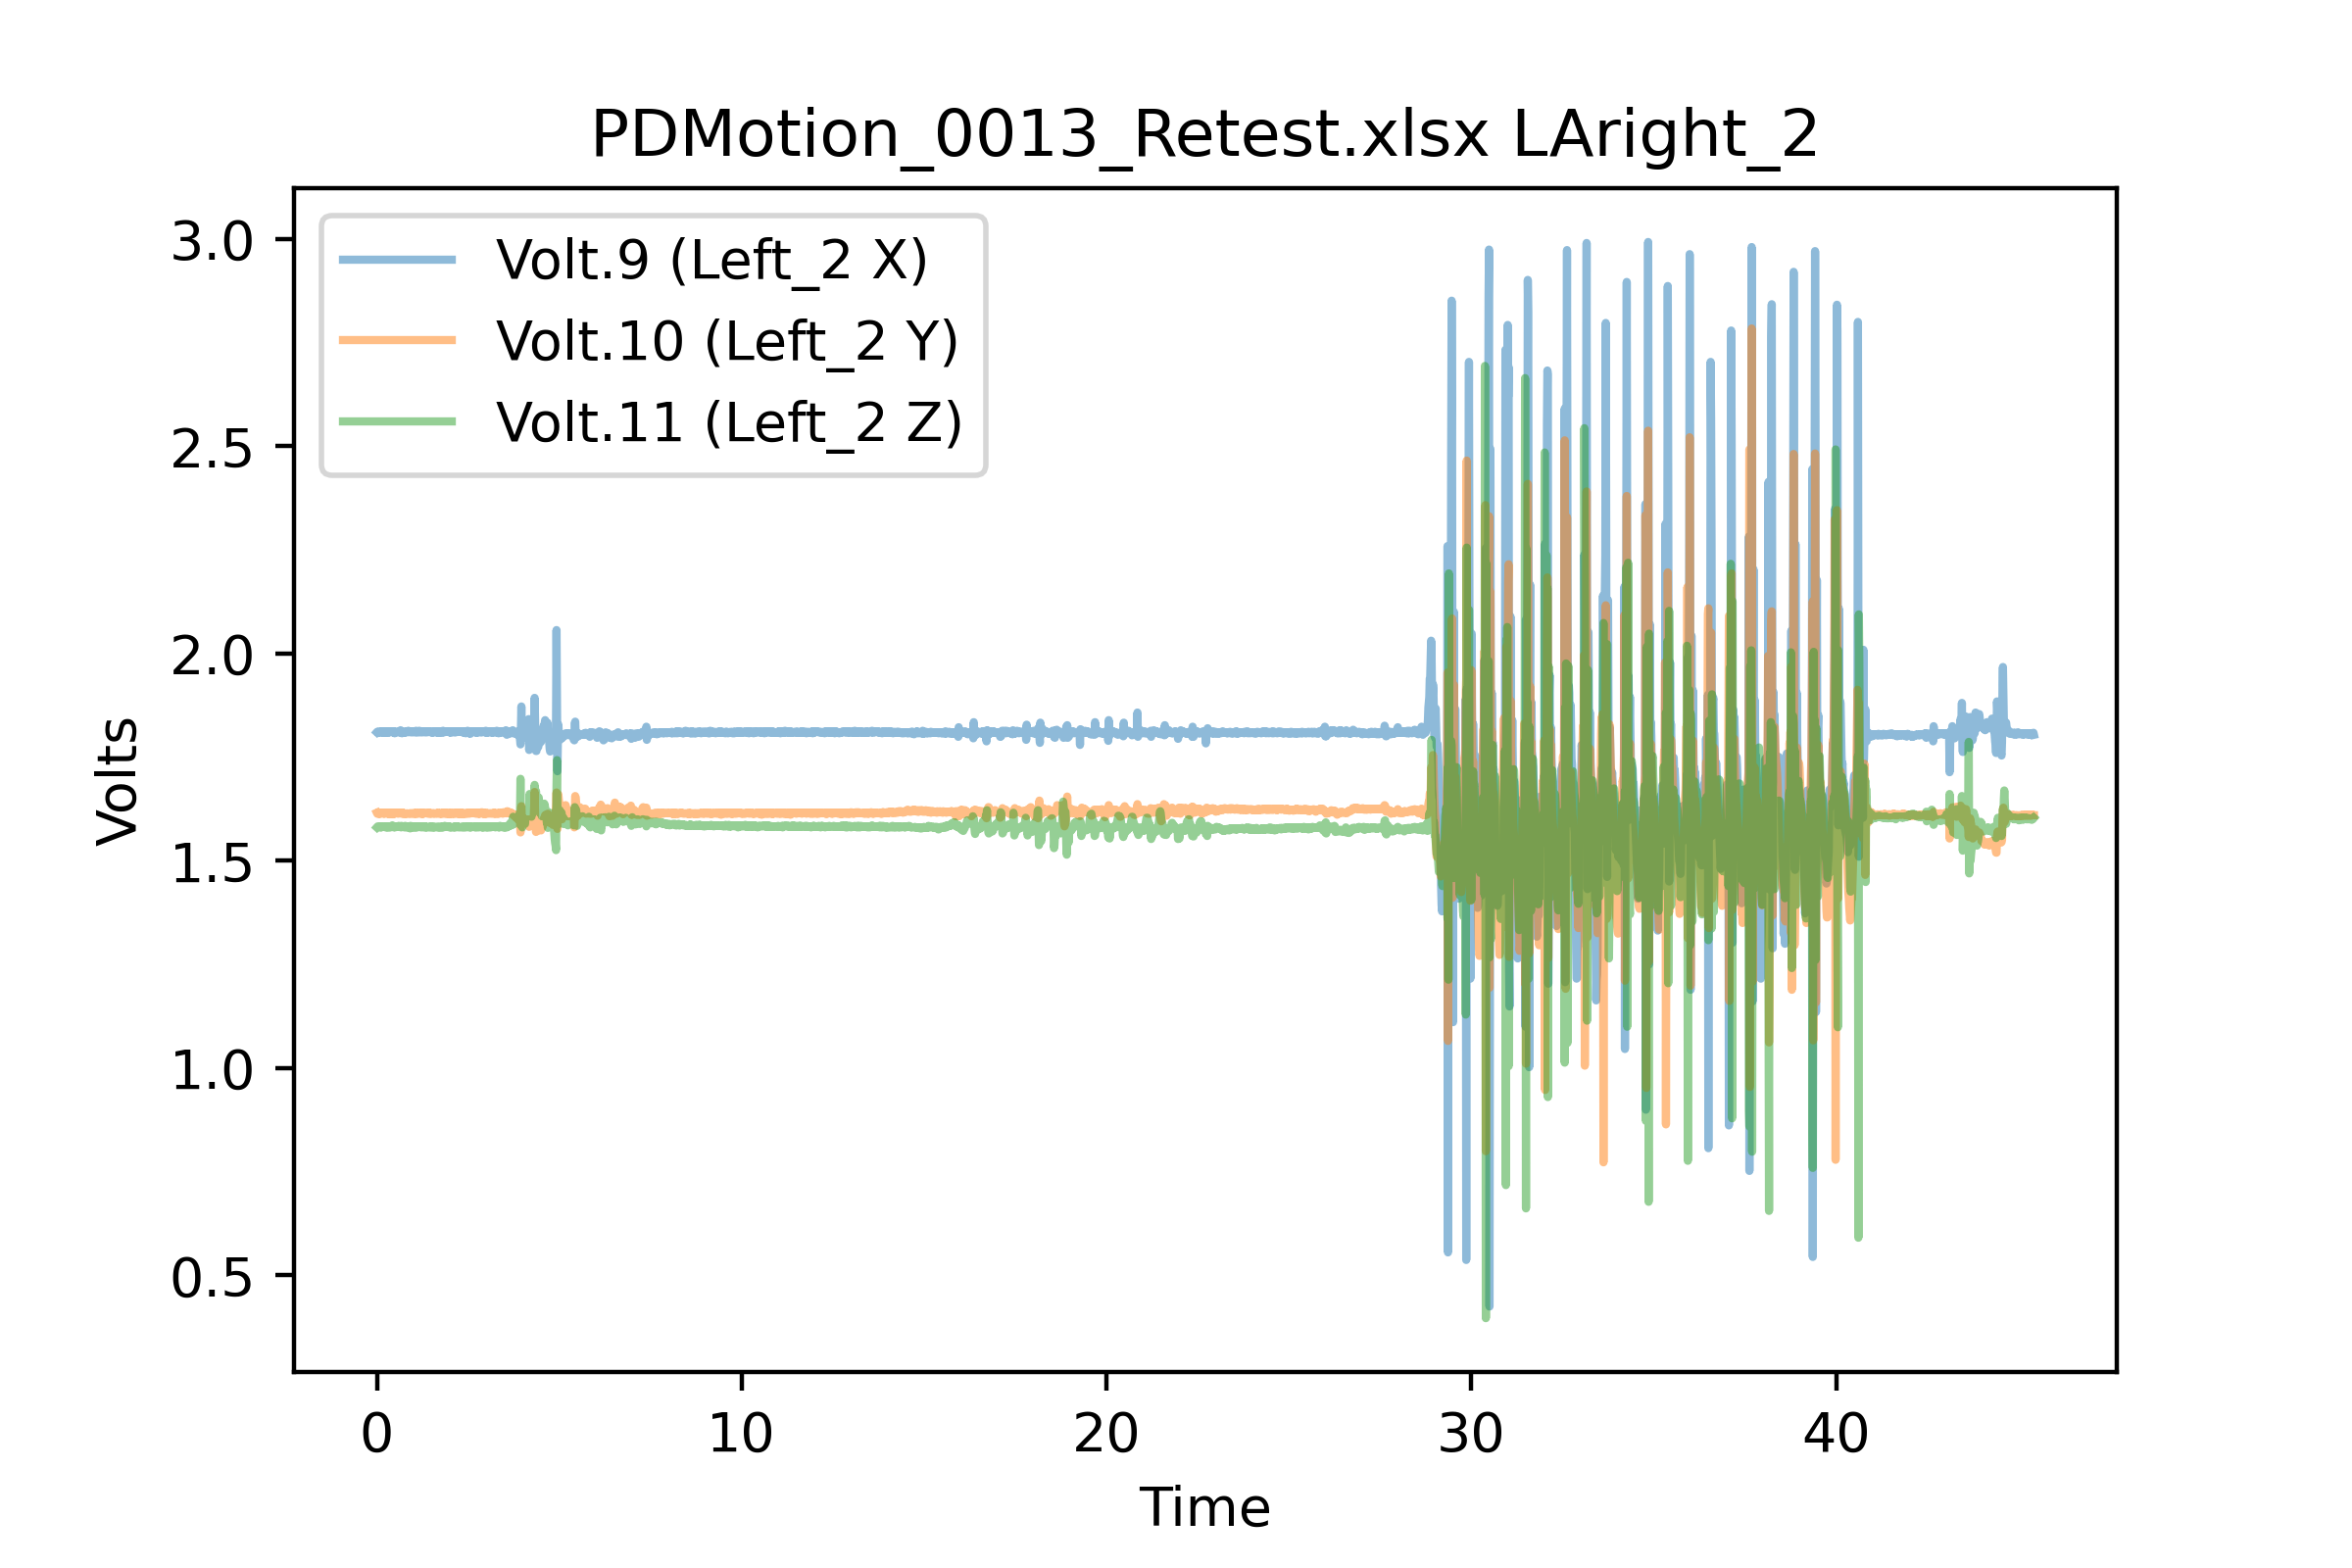 PDMotion_0013_Retest.xlsx LAright_2
Volt.9 (Left_2 X)
Volt.10 (Left_2 Y)
Volt.11 (Left_2 Z)
3.0
2.5
2.0
1.5
1.0
0.5
Volts
0 10 20 30 40
Time